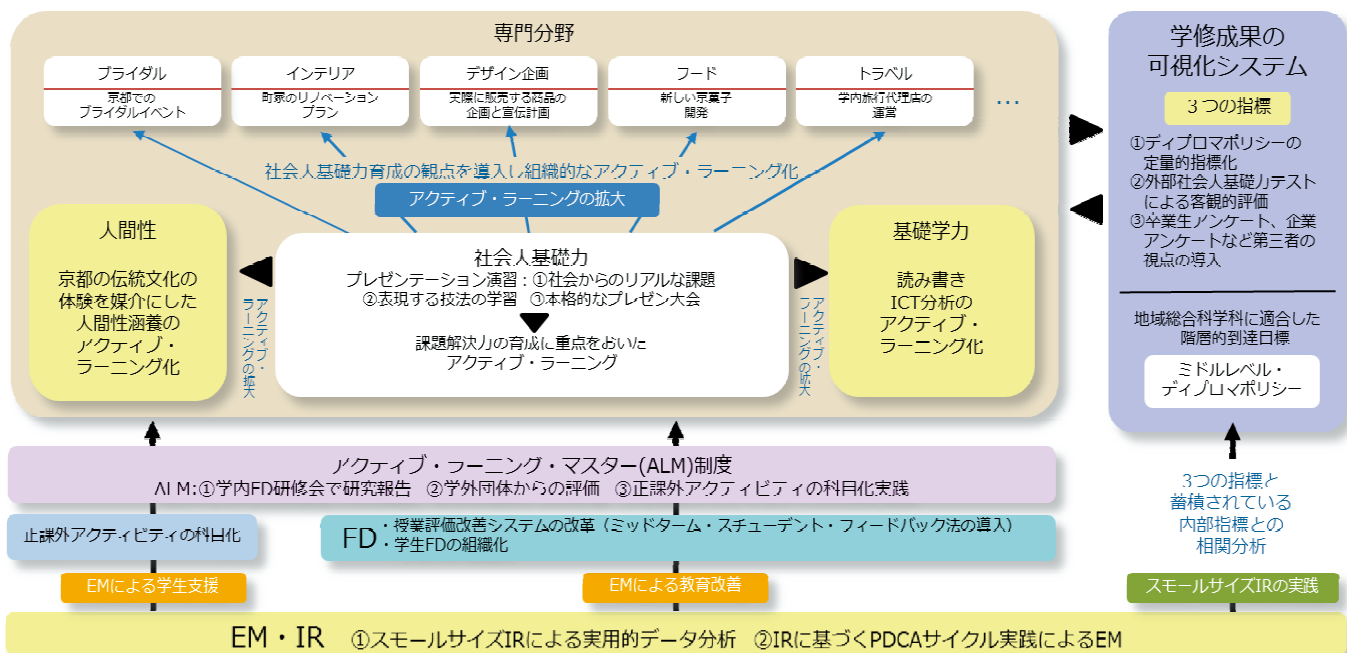 専門分野
ブライダル
京都での
ブライダルイベント
インテリア
町家のリノベーション
プラン
デザイン企画
実際に販売する商品の
企画と宣伝計画
フード
新しい京菓子
開発
トラベル
学内旅行代理店の
運営
…
社会人基礎力育成の観点を導入し組織的なアクティブ・ラーニング化
アクティブ・ラーニングの拡大
人間性
京都の伝統文化の
体験を媒介にした
人間性涵養の
アクティブ・
ラーニング化
アクティブ・
ラーニングの拡大
社会人基礎力
プレゼンテーション演習：①社会からのリアルな課題
②表現する技法の学習　③本格的なプレゼン大会
課題解決力の育成に重点をおいた
アクティブ・ラーニング
アクティブ・
ラーニングの拡大
基礎学力
読み書き
ICT分析の
アクティブ・
ラーニング化
学修成果の
可視化システム
３つの指標
①ディプロマポリシーの
定量的指標化
②外部社会人基礎力テスト
による客観的評価
③卒業生アンケート、企業
アンケートなど第三者の
視点の導入
地域総合科学科に適合した
階層的到達目標
ミドルレベル・
ディプロマポリシー
アクティブ・ラーニング・マスター(ALM)制度
ALM:①学内FD研修会で研究報告　②学外団体からの評価　③正課外アクティビティの科目化実践
正課外アクティビティの科目化
FD
・授業評価改善システムの改革（ミッドターム・スチューデント・フィードバック法の導入）
・学生FDの組織化
3つの指標と
蓄積されている
内部指標との
相関分析
EMによる学生支援
EMによる教育改善
スモールサイズIRの実践
EM・IR　①スモールサイズIRによる実用的データ分析　②IRに基づくPDCAサイクル実践によるEM